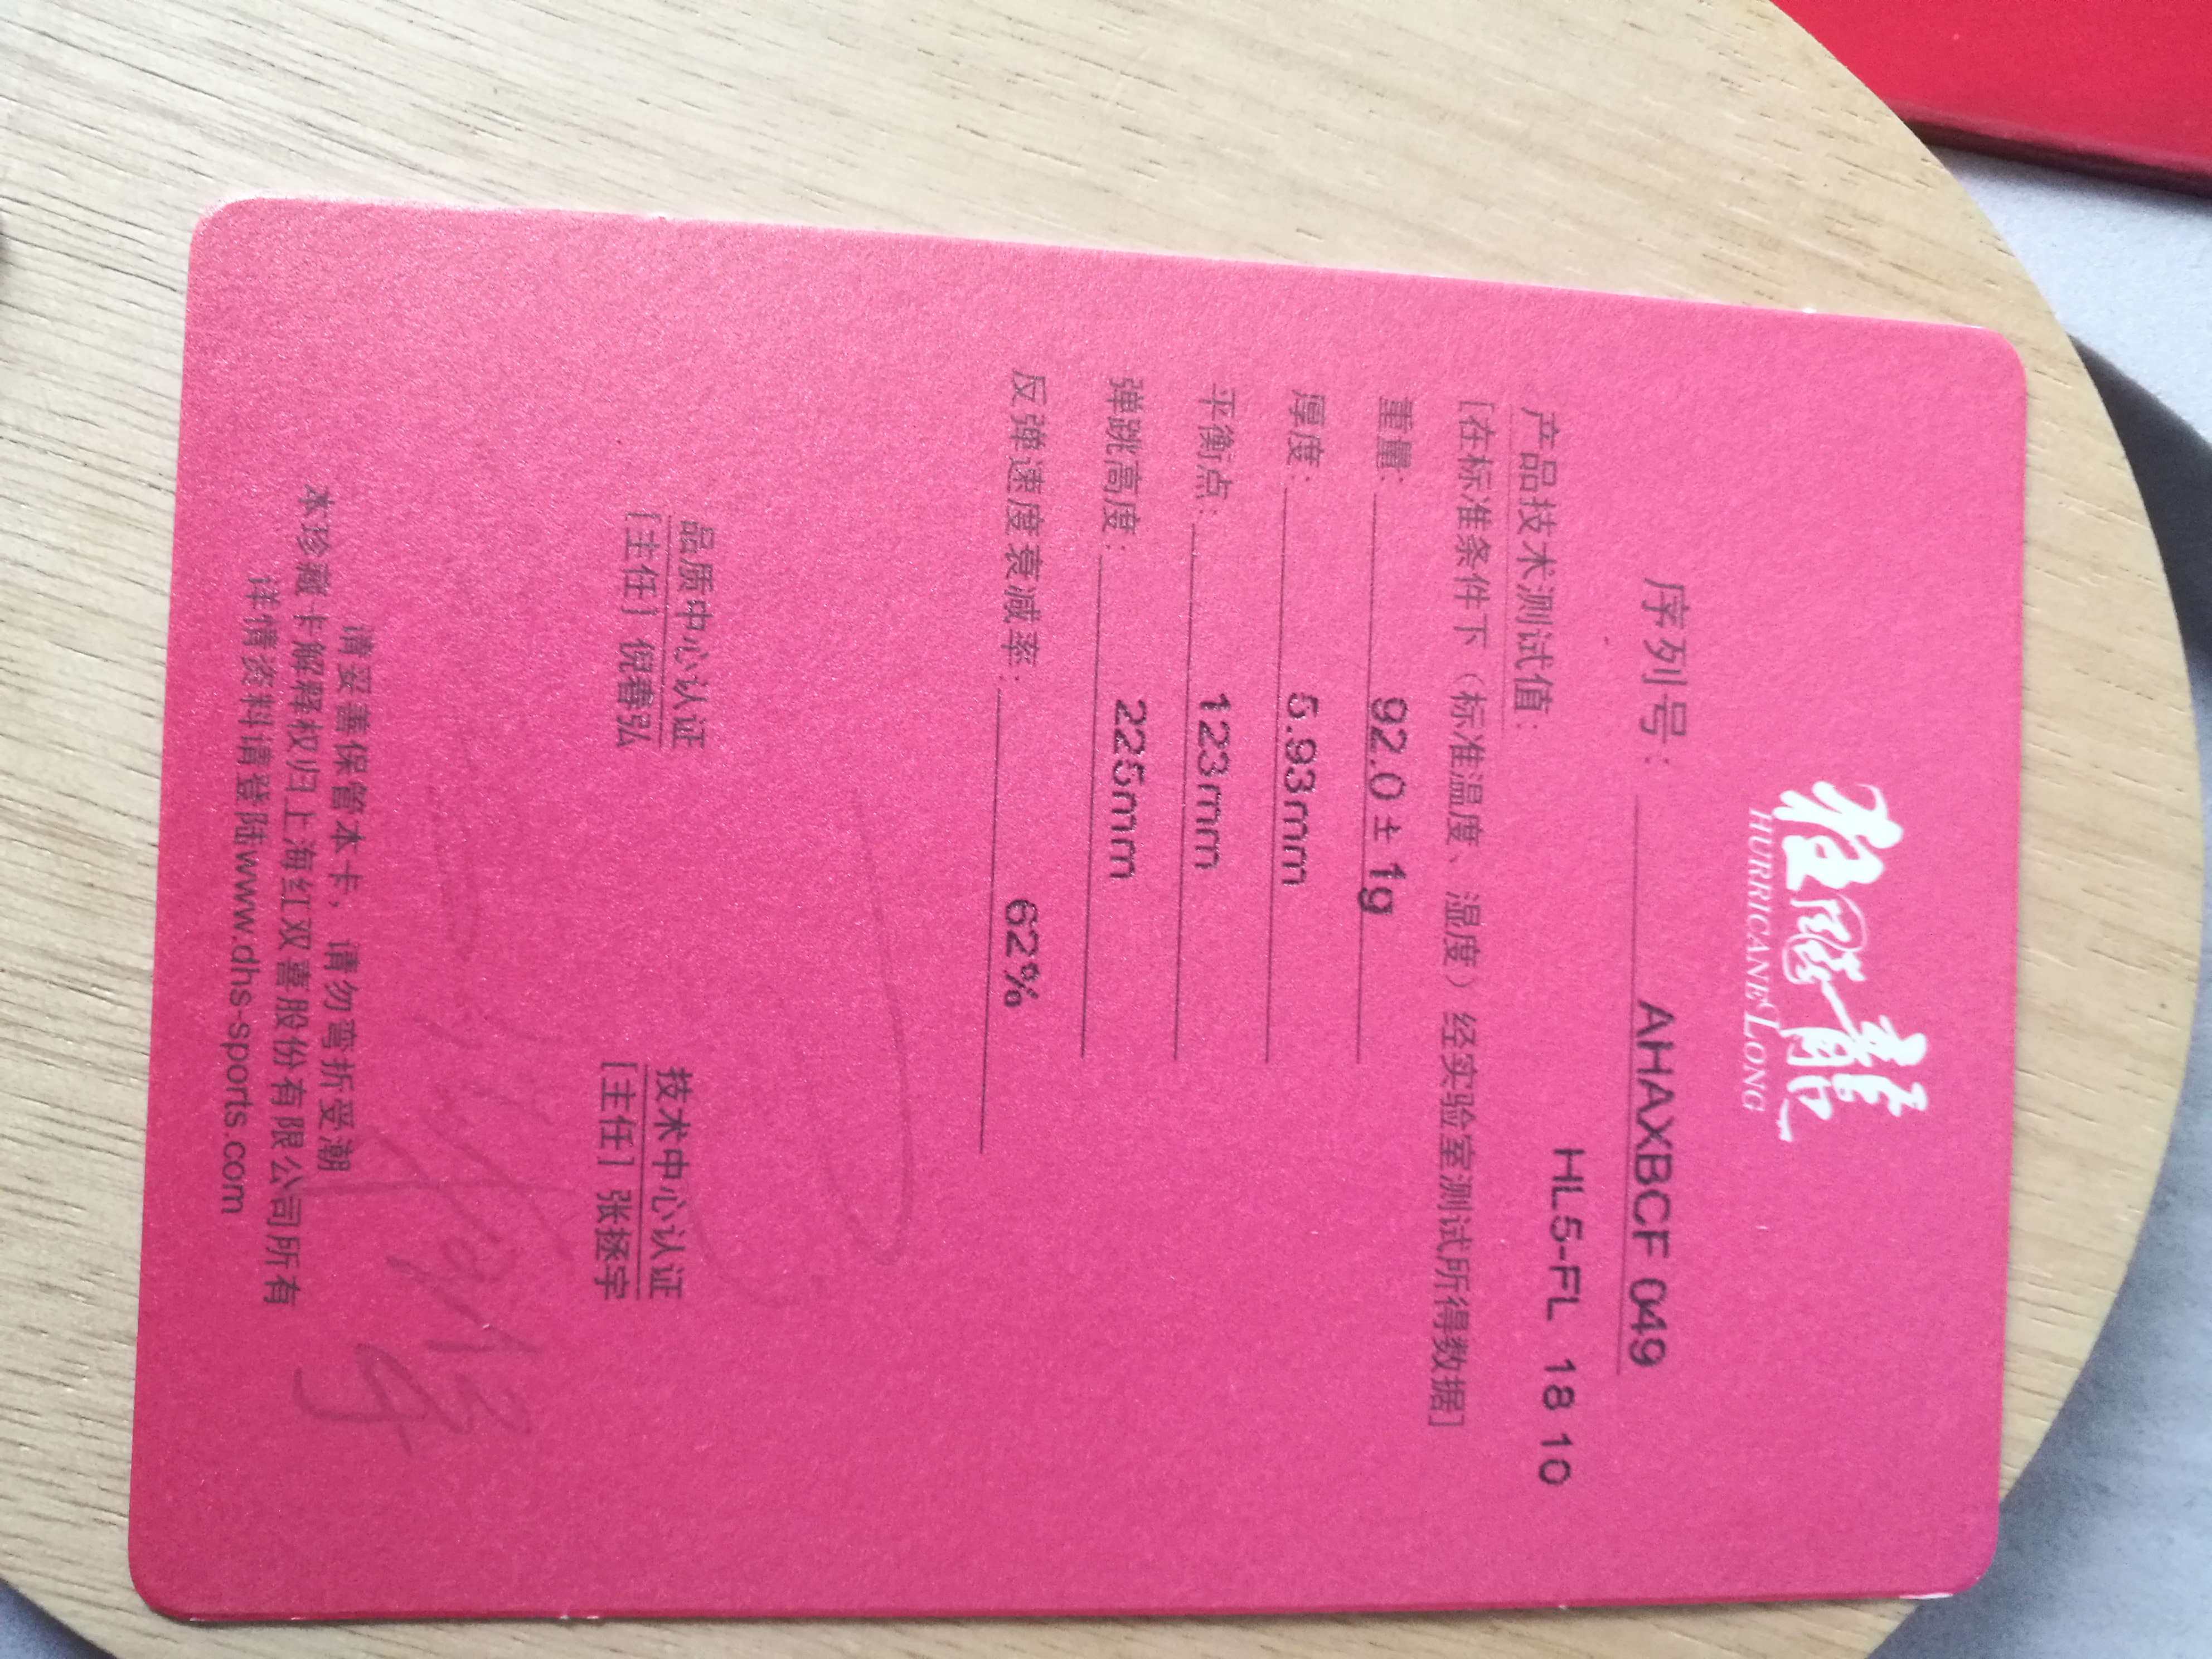 狂飚龍
HURRICANE LONG
序列号: AHAXBCF 049
HL5-FL 18 10
产品技术测试值:
[在标准条件下（标准温度、湿度）经实验室测试所得数据]
重量: 92.0 ± 1g
厚度: 5.93mm
平衡点: 123mm
弹跳高度: 225mm
反弹速度衰减率: 62%
品质中心认证 技术中心认证
[主任] 倪春弘 [主任] 张拯宇
请妥善保管本卡，请勿弯折受潮
本珍藏卡解释权归上海红双喜股份有限公司所有
详情资料请登陆www.dhs-sports.com